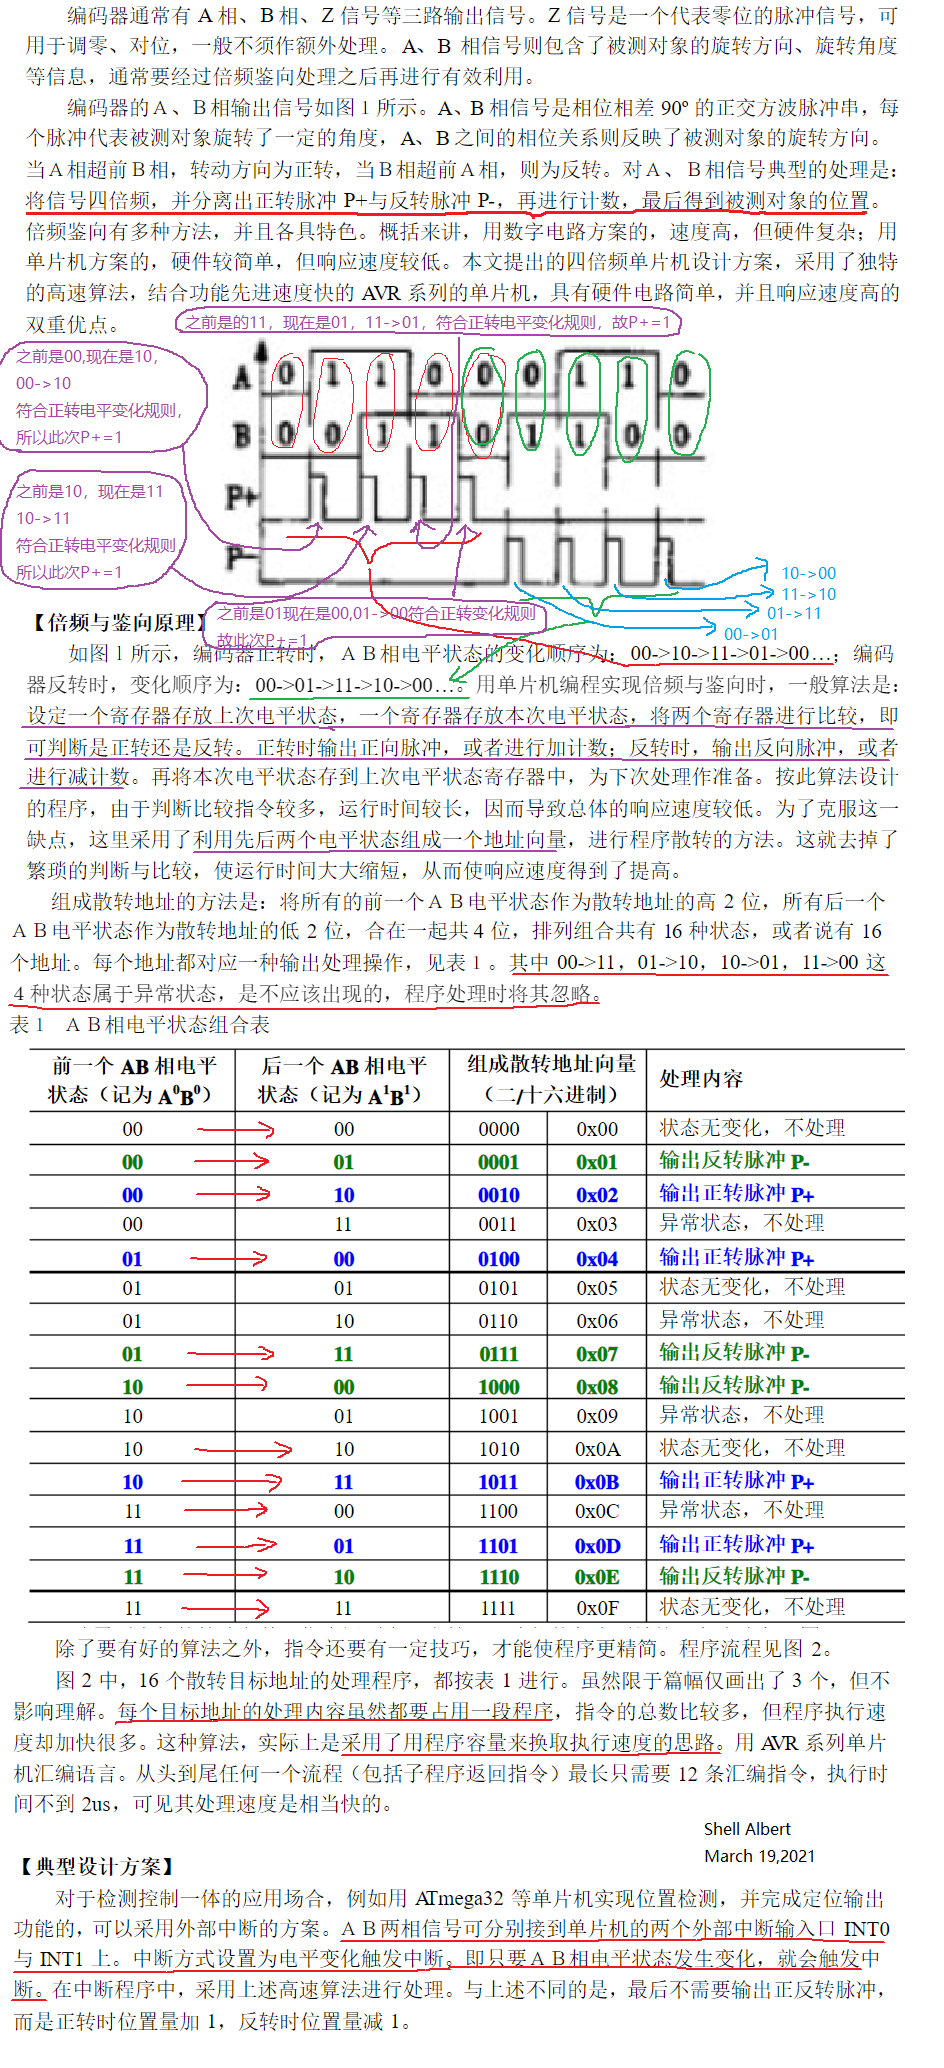 编码器通常有 A 相、B 相、Z 信号等三路输出信号。Z 信号是一个代表零位的脉冲信号，可
用于调零、对位，一般不须作额外处理。A、B 相信号则包含了被测对象的旋转方向、旋转角度
等信息，通常要经过倍频鉴向处理之后再进行有效利用。
编码器的 A、B 相输出信号如图 1 所示。A、B 相信号是相位相差 90º 的正交方波脉冲串，每
个脉冲代表被测对象旋转了一定的角度，A、B 之间的相位关系则反映了被测对象的旋转方向。
当 A 相超前 B 相，转动方向为正转，当 B 相超前 A 相，则为反转。对 A、B 相信号典型的处理是：
将信号四倍频，并分离出正转脉冲 P+与反转脉冲 P-，再进行计数，最后得到被测对象的位置。
倍频鉴向有多种方法，并且各具特色。概括来讲，用数字电路方案的，速度高，但硬件复杂；用
单片机方案的，硬件较简单，但响应速度较低。本文提出的四倍频单片机设计方案，采用了独特
的高速算法，结合功能先进速度快的 AVR 系列的单片机，具有硬件电路简单，并且响应速度高的
双重优点。
之前是的11，现在是01，11->01，符合正转电平变化规则，故P+=1
之前是00,现在是10，
00->10
符合正转电平变化规则，
所以此次P+=1
A 0 1 1 0 0 0 1 1 0
B 0 0 1 1 0 1 1 0 0
P+
之前是10，现在是11
10->11
符合正转电平变化规则，
所以此次P+=1
P-
10->00
11->10
01->11
00->01
之前是01现在是00,01->00符合正转变化规则
故此次P+=1
【倍频与鉴向原理】
如图 1 所示，编码器正转时，AB相电平状态的变化顺序为：00->10->11->01->00…；编码
器反转时，变化顺序为：00->01->11->10->00…。用单片机编程实现倍频与鉴向时，一般算法是：
设定一个寄存器存放上次电平状态，一个寄存器存放本次电平状态，将两个寄存器进行比较，即
可判断是正转还是反转。正转时输出正向脉冲，或者进行加计数；反转时，输出反向脉冲，或者
进行减计数。再将本次电平状态存到上次电平状态寄存器中，为下次处理作准备。按此算法设计
的程序，由于判断比较指令较多，运行时间较长，因而导致总体的响应速度较低。为了克服这一
缺点，这里采用了利用先后两个电平状态组成一个地址向量，进行程序散转的方法。这就去掉了
繁琐的判断与比较，使运行时间大大缩短，从而使响应速度得到了提高。
组成散转地址的方法是：将所有的前一个ＡＢ电平状态作为散转地址的高 2 位，所有后一个
ＡＢ电平状态作为散转地址的低 2 位，合在一起共 4 位，排列组合共有 16 种状态，或者说有 16
个地址。每个地址都对应一种输出处理操作，见表 1 。其中 00->11，01->10，10->01，11->00 这
4 种状态属于异常状态，是不应该出现的，程序处理时将其忽略。
表 1 ＡＢ相电平状态组合表
前一个 AB 相电平状态（记为 A⁰B⁰） 后一个 AB 相电平状态（记为 A¹B¹） 组成散转地址向量（二/十六进制） 处理内容
00 00 0000 0x00 状态无变化，不处理
00 01 0001 0x01 输出反转脉冲 P-
00 10 0010 0x02 输出正转脉冲 P+
00 11 0011 0x03 异常状态，不处理
01 00 0100 0x04 输出正转脉冲 P+
01 01 0101 0x05 状态无变化，不处理
01 10 0110 0x06 异常状态，不处理
01 11 0111 0x07 输出反转脉冲 P-
10 00 1000 0x08 输出反转脉冲 P-
10 01 1001 0x09 异常状态，不处理
10 10 1010 0x0A 状态无变化，不处理
10 11 1011 0x0B 输出正转脉冲 P+
11 00 1100 0x0C 异常状态，不处理
11 01 1101 0x0D 输出正转脉冲 P+
11 10 1110 0x0E 输出反转脉冲 P-
11 11 1111 0x0F 状态无变化，不处理
除了要有好的算法之外，指令还要有一定技巧，才能使程序更精简。程序流程见图 2。
图 2 中，16 个散转目标地址的处理程序，都按表 1 进行。虽然限于篇幅仅画出了 3 个，但不
影响理解。每个目标地址的处理内容虽然都要占用一段程序，指令的总数比较多，但程序执行速
度却加快很多。这种算法，实际上是采用了用程序容量来换取执行速度的思路。用 AVR 系列单片
机汇编语言。从头到尾任何一个流程（包括子程序返回指令）最长只需要 12 条汇编指令，执行时
间不到 2us，可见其处理速度是相当快的。
Shell Albert
March 19,2021
【典型设计方案】
对于检测控制一体的应用场合，例如用 ATmega32 等单片机实现位置检测，并完成定位输出
功能的，可以采用外部中断的方案。ＡＢ两相信号可分别接到单片机的两个外部中断输入口 INT0
与 INT1 上。中断方式设置为电平变化触发中断。即只要ＡＢ相电平状态发生变化，就会触发中
断。在中断程序中，采用上述高速算法进行处理。与上述不同的是，最后不需要输出正反转脉冲，
而是正转时位置量加 1，反转时位置量减 1。